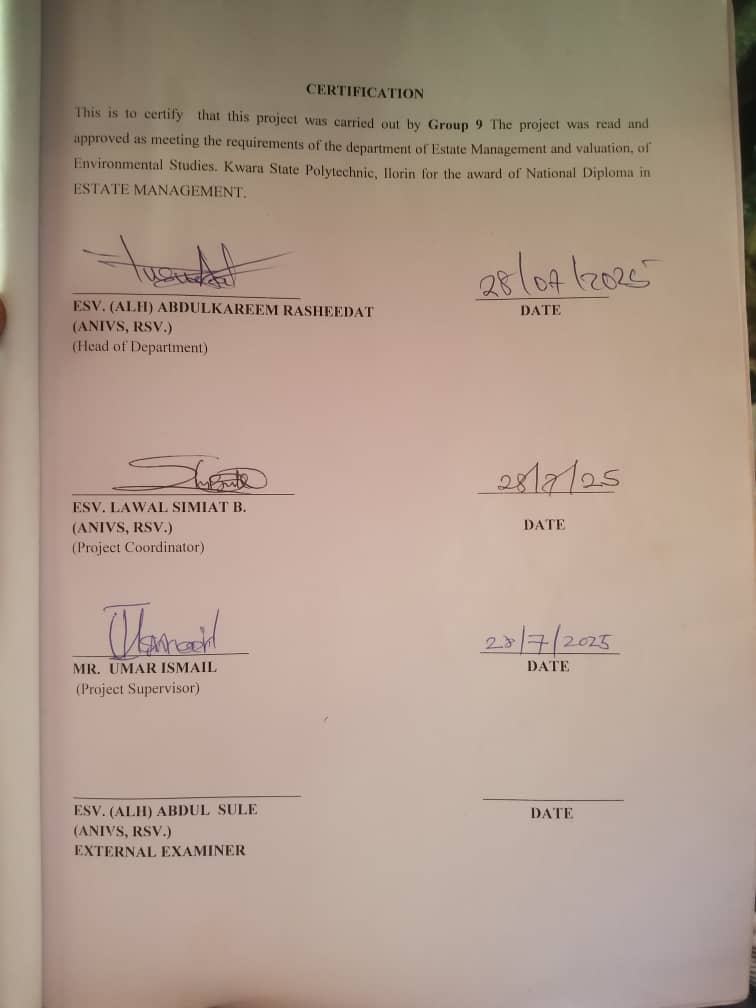 CERTIFICATION
This is to certify that this project was carried out by Group 9 The project was read and
approved as meeting the requirements of the department of Estate Management and valuation, of
Environmental Studies. Kwara State Polytechnic, Ilorin for the award of National Diploma in
ESTATE MANAGEMENT.
28/07/2025
ESV. (ALH) ABDULKAREEM RASHEEDAT
DATE
(ANIVS, RSV.)
(Head of Department)
28/7/25
ESV. LAWAL SIMIAT B.
(ANIVS, RSV.)
DATE
(Project Coordinator)
28/7/2025
MR. UMAR ISMAIL
DATE
(Project Supervisor)
ESV. (ALH) ABDUL SULE
DATE
(ANIVS, RSV.)
EXTERNAL EXAMINER